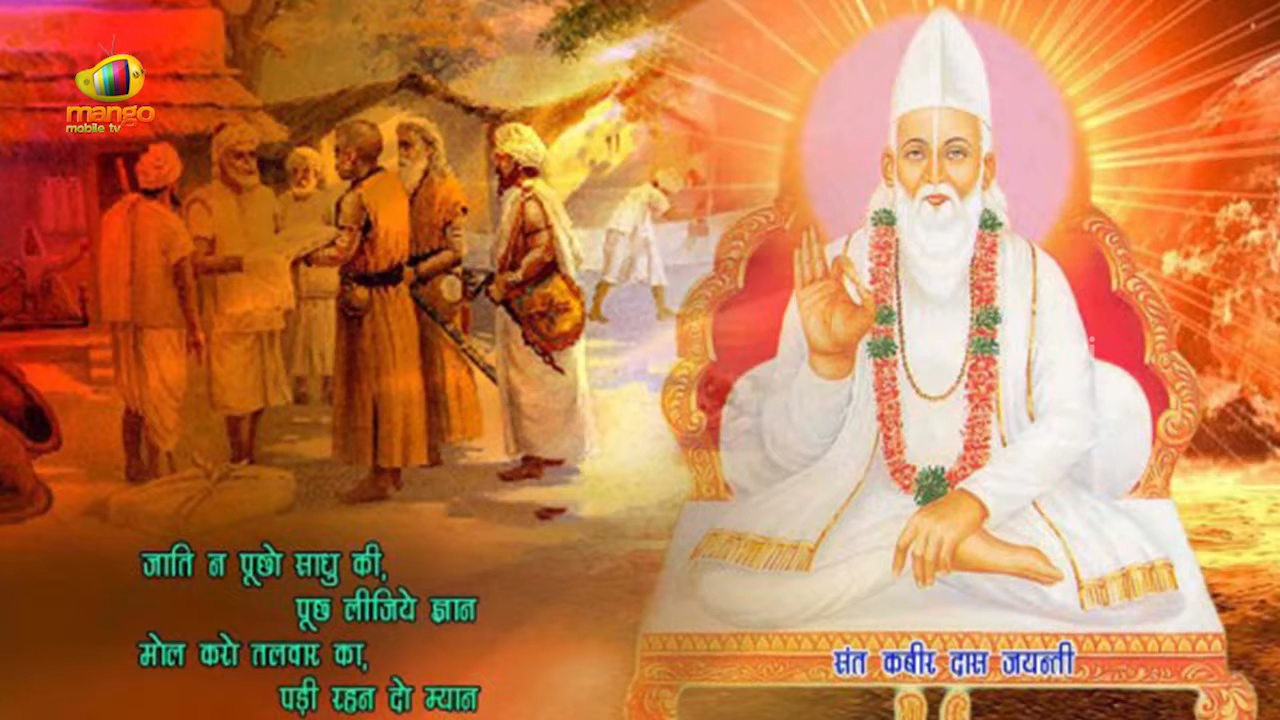 mango
mobile tv
जाति न पूछो साधु की,
पूछ लीजिये ज्ञान
मोल करो तलवार का,
पड़ी रहन दो म्यान
संत कबीर दास जयन्ती